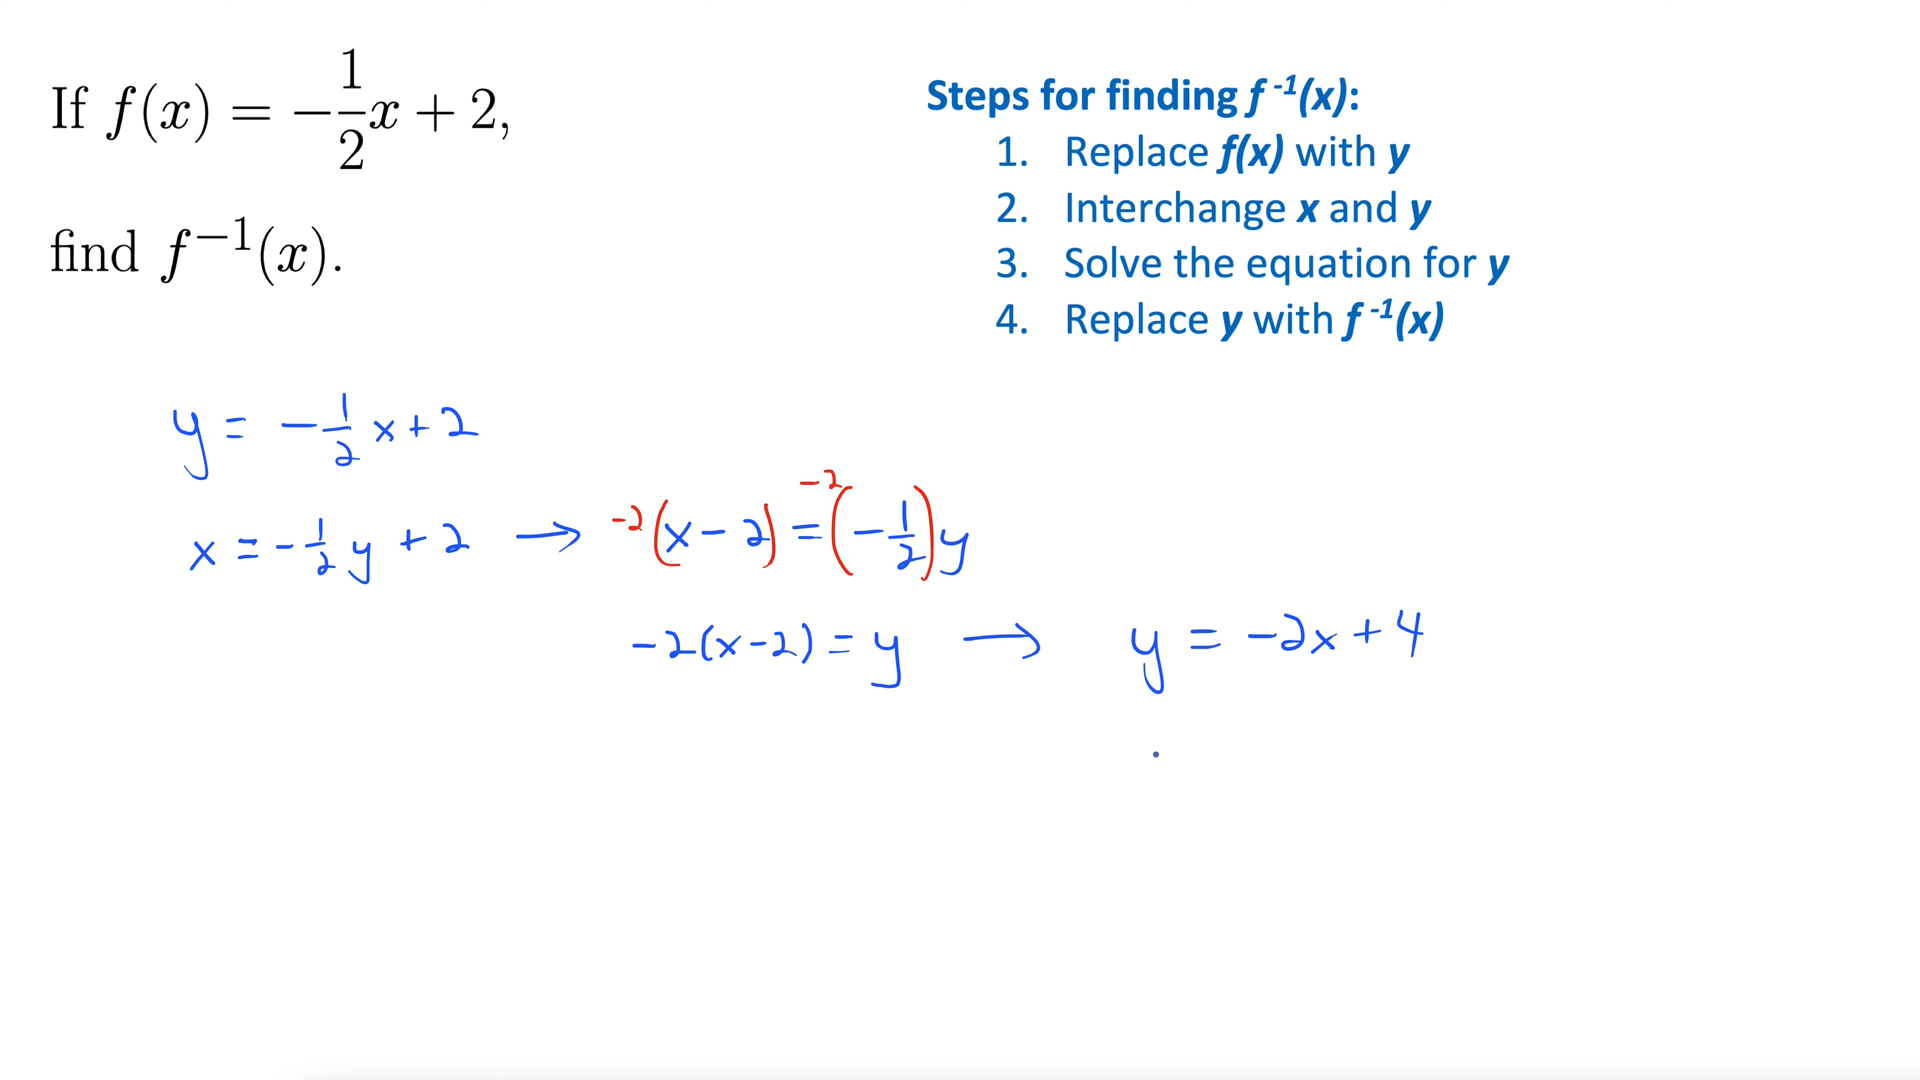 If f(x) = −1/2x + 2,
find f⁻¹(x).
Steps for finding f ⁻¹(x):
1. Replace f(x) with y
2. Interchange x and y
3. Solve the equation for y
4. Replace y with f ⁻¹(x)
y = −1/2 x + 2
x = −1/2 y + 2 → −2(x − 2) = −2(−1/2)y
−2(x−2) = y → y = −2x + 4